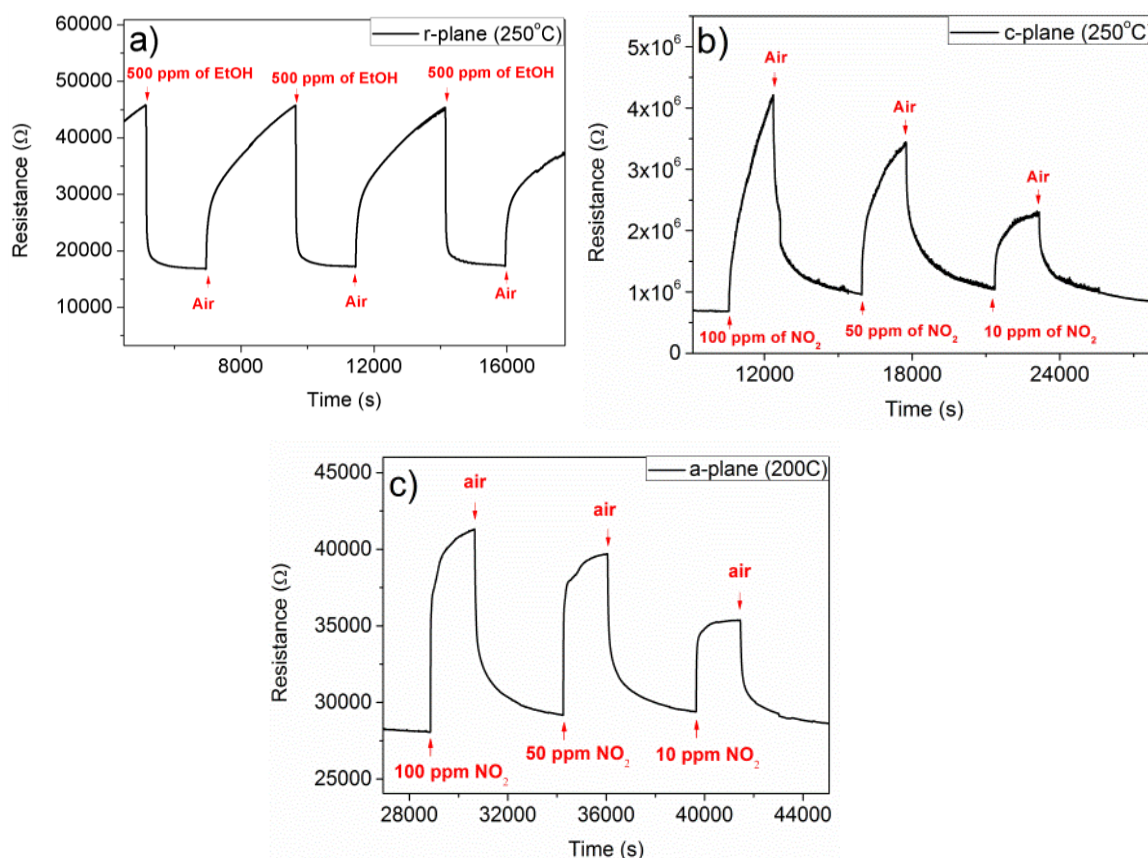 a)
r-plane (250°C)
500 ppm of EtOH
500 ppm of EtOH
500 ppm of EtOH
Air
Air
Air
60000
50000
40000
30000
20000
10000
Resistance (Ω)
8000
12000
16000
Time (s)
b)
c-plane (250°C)
Air
Air
Air
100 ppm of NO₂
50 ppm of NO₂
10 ppm of NO₂
5x10⁶
4x10⁶
3x10⁶
2x10⁶
1x10⁶
0
Resistance (Ω)
12000
18000
24000
Time (s)
c)
a-plane (200C)
air
air
air
100 ppm NO₂
50 ppm NO₂
10 ppm NO₂
45000
40000
35000
30000
25000
Resistance (Ω)
28000
32000
36000
40000
44000
Time (s)